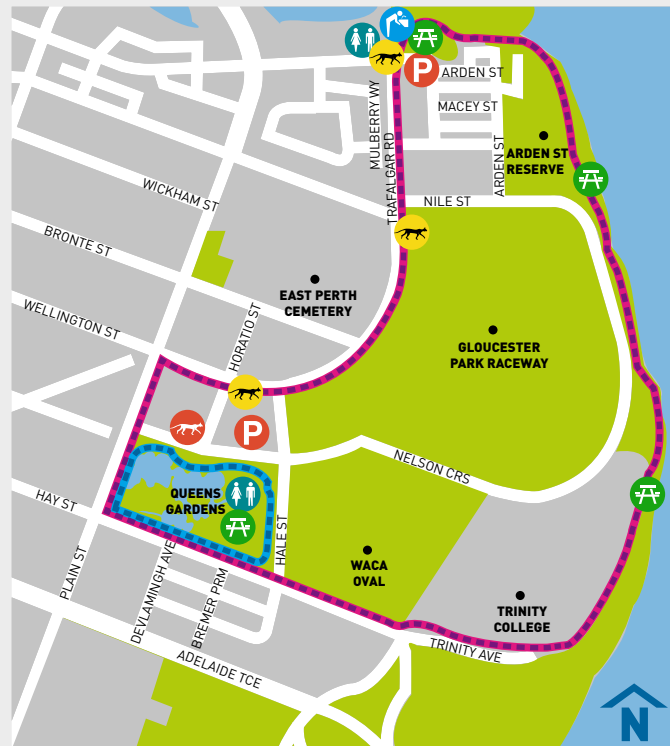 P
ARDEN ST
MACEY ST
MULBERRY WY
TRAFALGAR RD
ARDEN ST
ARDEN ST
RESERVE
WICKHAM ST
NILE ST
BRONTE ST
EAST PERTH
CEMETERY
WELLINGTON ST
HORATIO ST
GLOUCESTER
PARK RACEWAY
P
NELSON CRS
QUEENS
GARDENS
HAY ST
HALE ST
WACA
OVAL
PLAIN ST
DEVLAMINGH AVE
BREMER PRM
TRINITY
COLLEGE
TRINITY AVE
ADELAIDE TCE
N